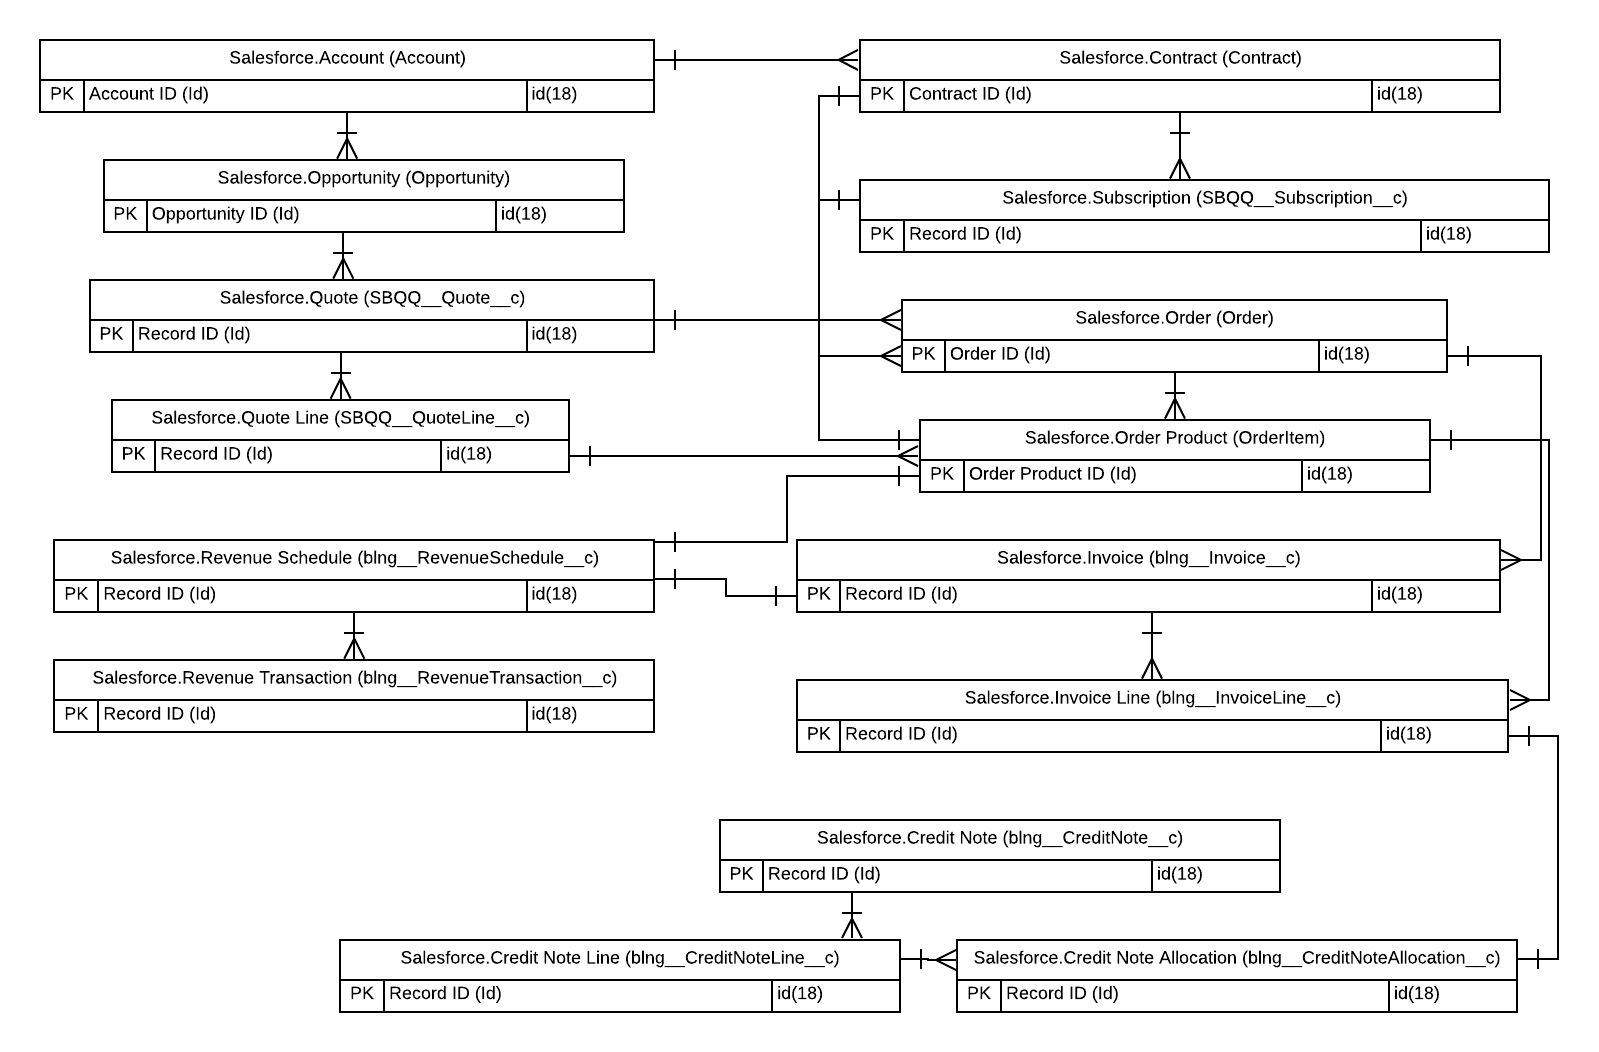 Salesforce.Account (Account)
PK Account ID (Id) id(18)
Salesforce.Contract (Contract)
PK Contract ID (Id) id(18)
Salesforce.Opportunity (Opportunity)
PK Opportunity ID (Id) id(18)
Salesforce.Subscription (SBQQ__Subscription__c)
PK Record ID (Id) id(18)
Salesforce.Quote (SBQQ__Quote__c)
PK Record ID (Id) id(18)
Salesforce.Order (Order)
PK Order ID (Id) id(18)
Salesforce.Quote Line (SBQQ__QuoteLine__c)
PK Record ID (Id) id(18)
Salesforce.Order Product (OrderItem)
PK Order Product ID (Id) id(18)
Salesforce.Revenue Schedule (blng__RevenueSchedule__c)
PK Record ID (Id) id(18)
Salesforce.Invoice (blng__Invoice__c)
PK Record ID (Id) id(18)
Salesforce.Revenue Transaction (blng__RevenueTransaction__c)
PK Record ID (Id) id(18)
Salesforce.Invoice Line (blng__InvoiceLine__c)
PK Record ID (Id) id(18)
Salesforce.Credit Note (blng__CreditNote__c)
PK Record ID (Id) id(18)
Salesforce.Credit Note Line (blng__CreditNoteLine__c)
PK Record ID (Id) id(18)
Salesforce.Credit Note Allocation (blng__CreditNoteAllocation__c)
PK Record ID (Id) id(18)